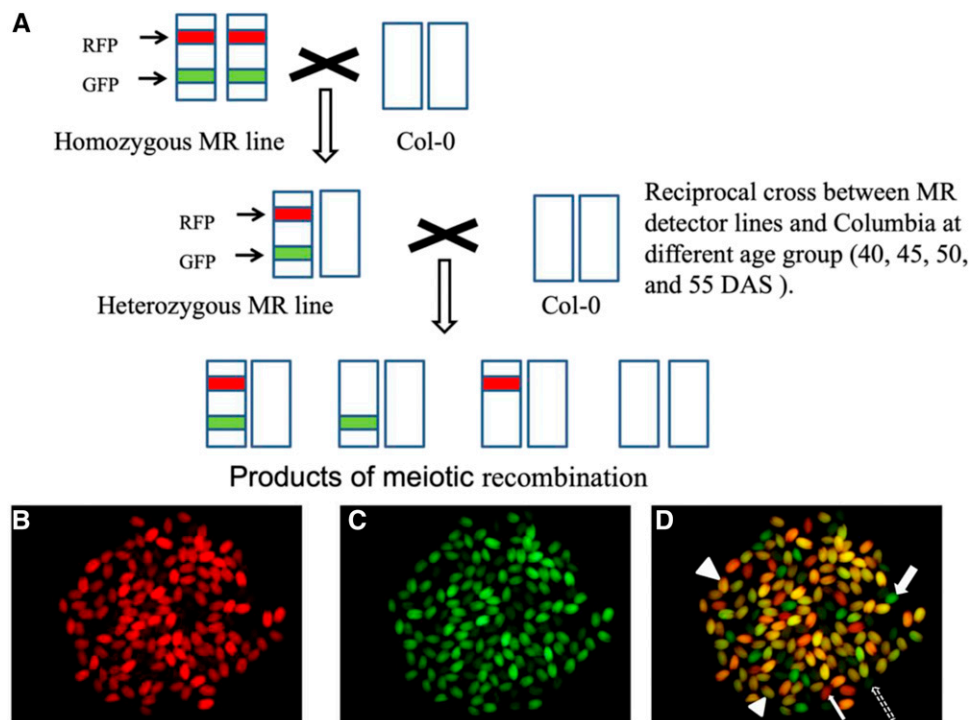 A
RFP
GFP
Homozygous MR line
Col-0
RFP
GFP
Heterozygous MR line
Col-0
Reciprocal cross between MR
detector lines and Columbia at
different age group (40, 45, 50,
and 55 DAS ).
Products of meiotic recombination
B
C
D